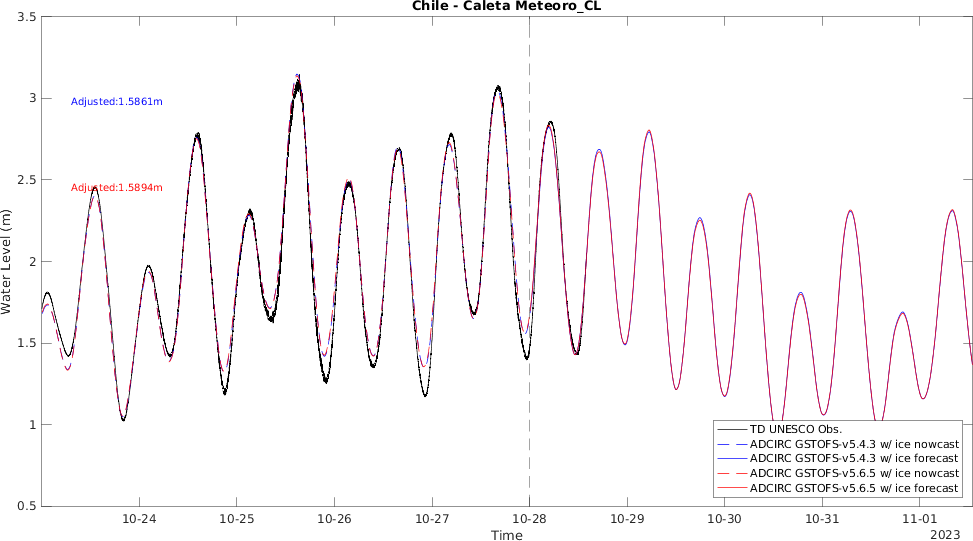 Chile - Caleta Meteoro_CL
3.5
3
2.5
2
1.5
1
0.5
Water Level (m)
Adjusted:1.5861m
Adjusted:1.5894m
TD UNESCO Obs.
ADCIRC GSTOFS-v5.4.3 w/ ice nowcast
ADCIRC GSTOFS-v5.4.3 w/ ice forecast
ADCIRC GSTOFS-v5.6.5 w/ ice nowcast
ADCIRC GSTOFS-v5.6.5 w/ ice forecast
10-24 10-25 10-26 10-27 10-28 10-29 10-30 10-31 11-01
Time
2023